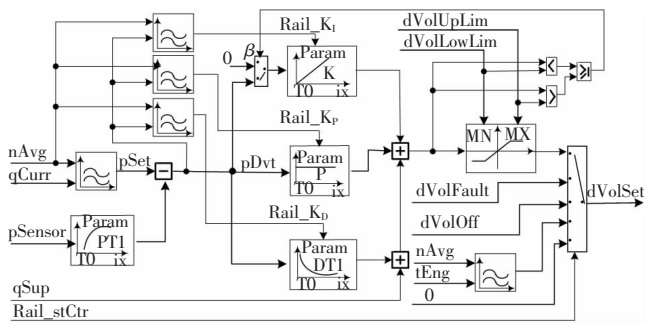 Rail_KI
dVolUpLim
dVolLowLim
0
β
Param
K
T0 ix
<
≥
>
Rail_KP
nAvg
qCurr
pSet
pDvt
Param
P
T0 ix
MN MX
dVolFault
dVolSet
dVolOff
pSensor
Param
PT1
T0 ix
Rail_KD
Param
DT1
T0 ix
nAvg
tEng
0
qSup
Rail_stCtr